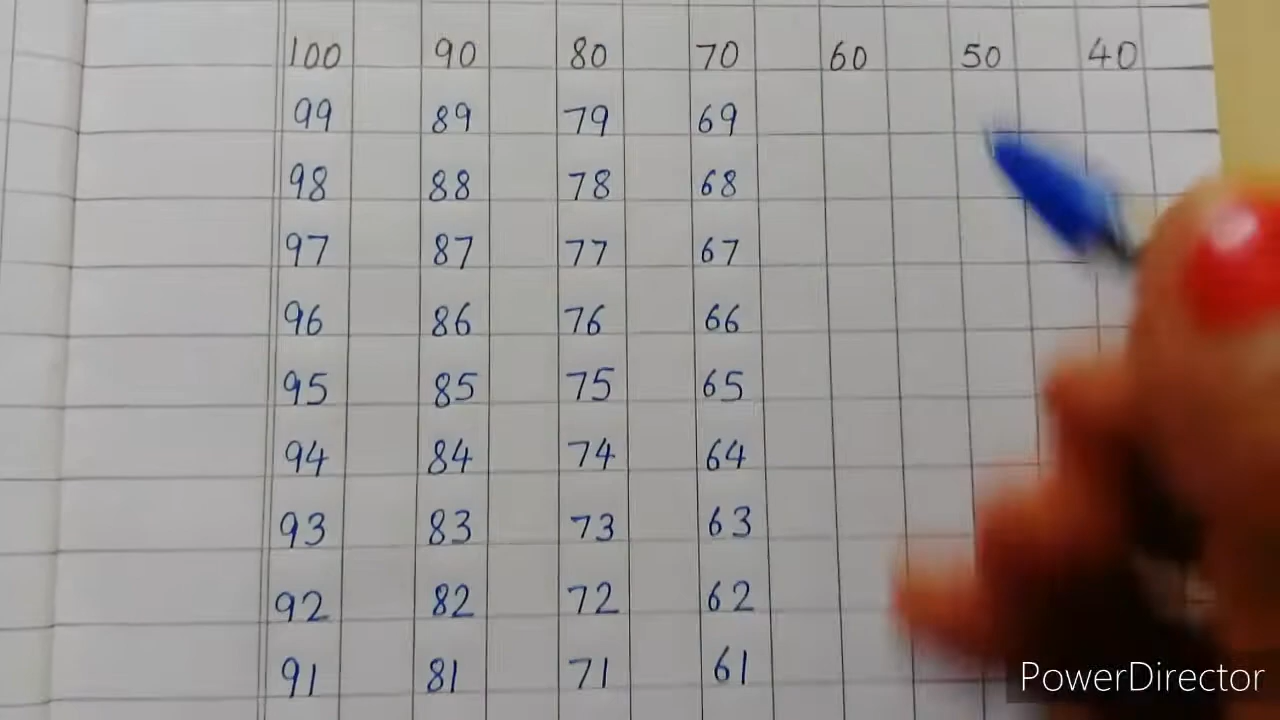 100 90 80 70 60 50 40
99 89 79 69
98 88 78 68
97 87 77 67
96 86 76 66
95 85 75 65
94 84 74 64
93 83 73 63
92 82 72 62
91 81 71 61
PowerDirector